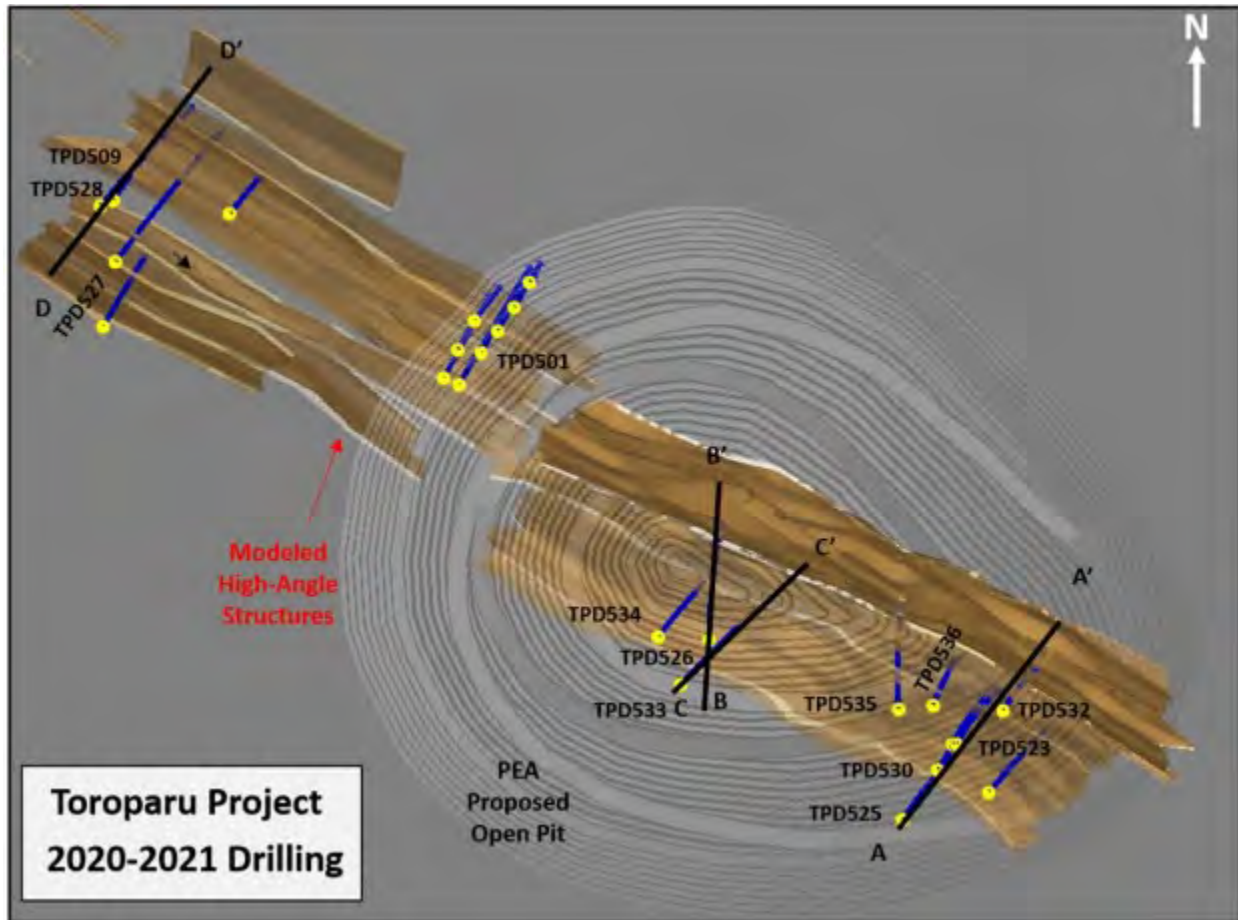 N
D'
TPD509
TPD528
D
TPD527
TPD501
B'
C'
A'
Modeled
High-Angle
Structures
TPD534
TPD526
TPD536
TPD533
C
B
TPD535
TPD532
TPD523
TPD530
TPD525
A
PEA
Proposed
Open Pit
Toroparu Project
2020-2021 Drilling